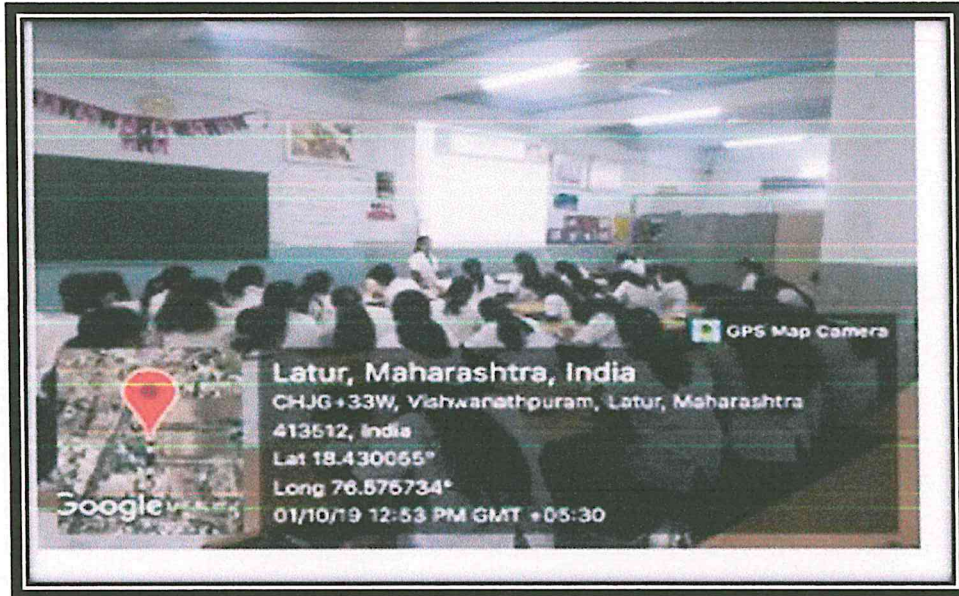 GPS Map Camera
Latur, Maharashtra, India
CHJG+33W, Vishwanathpuram, Latur, Maharashtra
413512, India
Lat 18.430055°
Long 76.575734°
01/10/19 12:53 PM GMT +05:30
Google